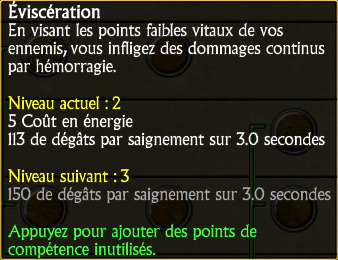 Éviscération
En visant les points faibles vitaux de vos
ennemis, vous infligez des dommages continus
par hémorragie.
Niveau actuel : 2
5 Coût en énergie
113 de dégâts par saignement sur 3.0 secondes
Niveau suivant : 3
150 de dégâts par saignement sur 3.0 secondes
Appuyez pour ajouter des points de
compétence inutilisés.